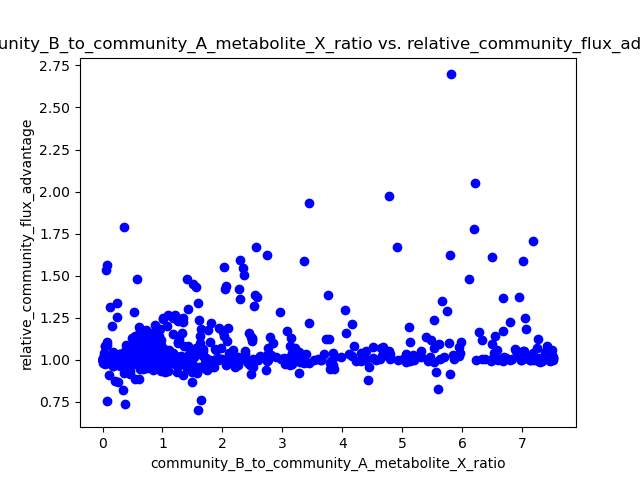 unity_B_to_community_A_metabolite_X_ratio vs. relative_community_flux_ad
2.75
2.50
2.25
2.00
1.75
1.50
1.25
1.00
0.75
relative_community_flux_advantage
0 1 2 3 4 5 6 7
community_B_to_community_A_metabolite_X_ratio